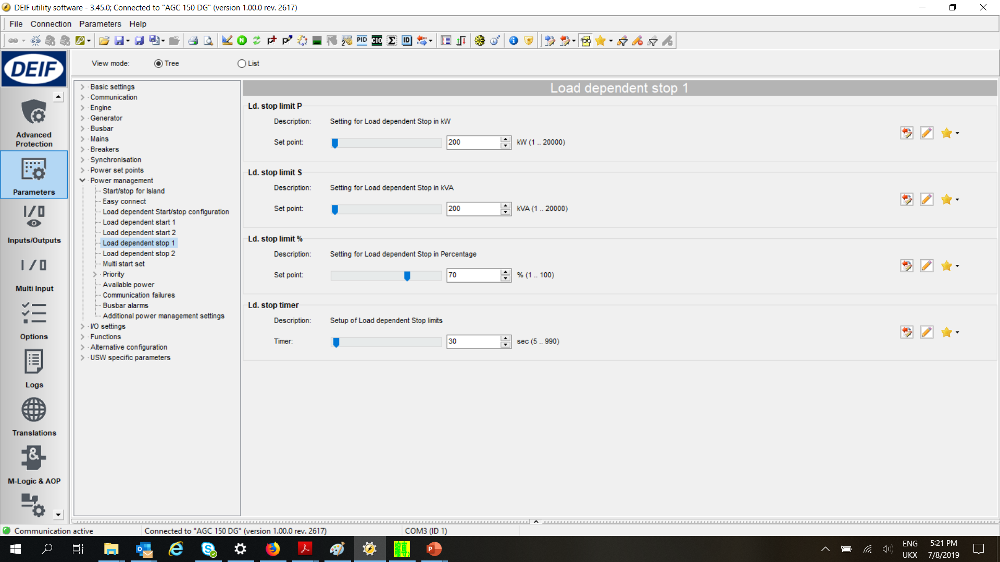 DEIF utility software - 3.45.0; Connected to "AGC 150 DG" (version 1.00.0 rev. 2617)
File Connection Parameters Help
PID CIO Σ ID
DEIF
View mode: Tree List
Advanced
Protection
Parameters
I/O
Inputs/Outputs
I/O
Multi Input
Options
Logs
Translations
&
M-Logic & AOP
Basic settings
Communication
Engine
Generator
Busbar
Mains
Breakers
Synchronisation
Power set points
Power management
Start/stop for Island
Easy connect
Load dependent Start/stop configuration
Load dependent start 1
Load dependent start 2
Load dependent stop 1
Load dependent stop 2
Multi start set
Priority
Available power
Communication failures
Busbar alarms
Additional power management settings
I/O settings
Functions
Alternative configuration
USW specific parameters
Load dependent stop 1
Ld. stop limit P
Description: Setting for Load dependent Stop in kW
Set point: 200 kW (1 .. 20000)
Ld. stop limit S
Description: Setting for Load dependent Stop in kVA
Set point: 200 kVA (1 .. 20000)
Ld. stop limit %
Description: Setting for Load dependent Stop in Percentage
Set point: 70 % (1 .. 100)
Ld. stop timer
Description: Setup of Load dependent Stop limits
Timer: 30 sec (5 .. 990)
Communication active Connected to "AGC 150 DG" (version 1.00.0 rev. 2617) COM3 (ID 1)
ENG 5:21 PM
UKX 7/8/2019